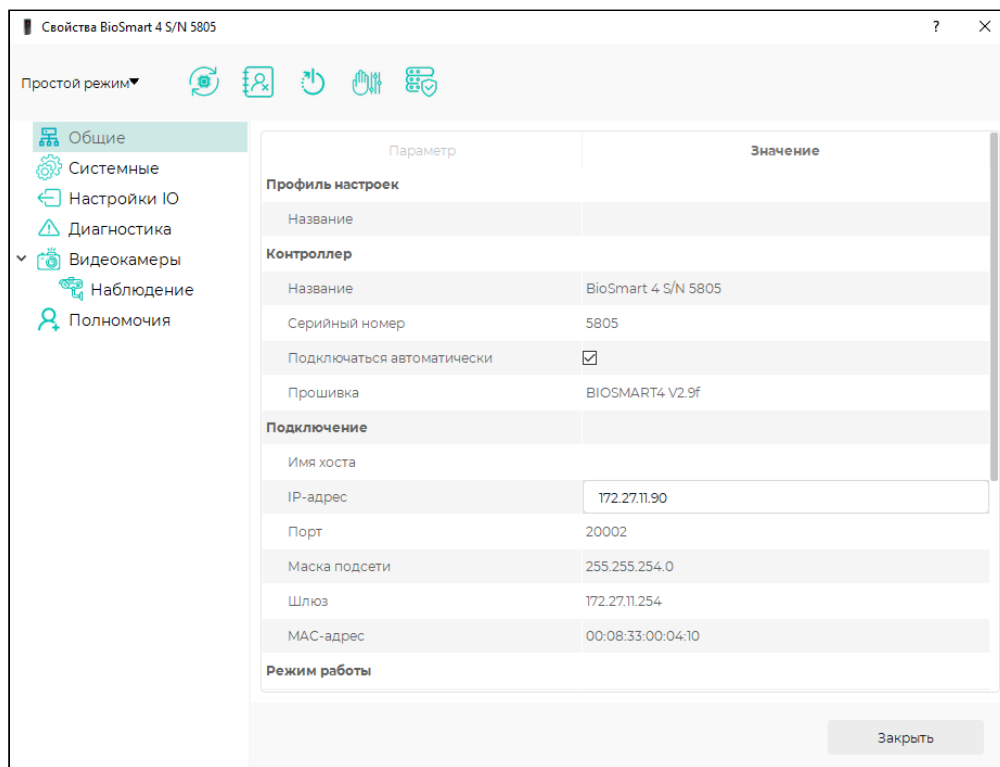 Свойства BioSmart 4 S/N 5805
?
Простой режим
Общие
Системные
Настройки IO
Диагностика
Видеокамеры
Наблюдение
Полномочия
Параметр Значение
Профиль настроек
Название
Контроллер
Название BioSmart 4 S/N 5805
Серийный номер 5805
Подключаться автоматически
Прошивка BIOSMART4 V2.9f
Подключение
Имя хоста
IP-адрес 172.27.11.90
Порт 20002
Маска подсети 255.255.254.0
Шлюз 172.27.11.254
MAC-адрес 00:08:33:00:04:10
Режим работы
Закрыть